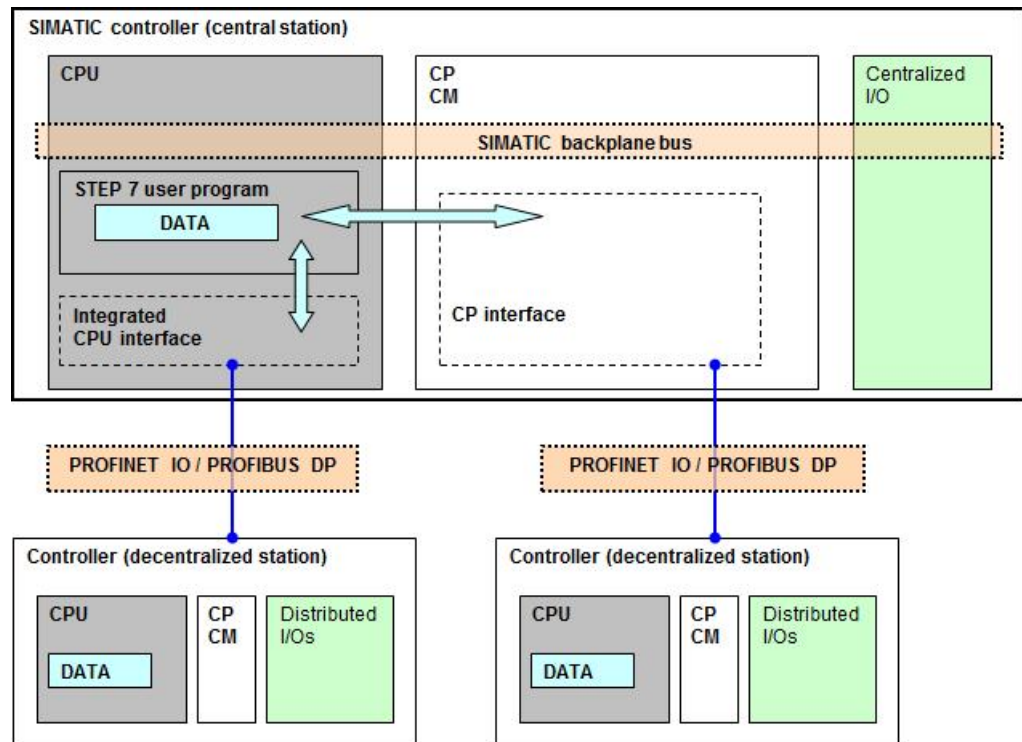 SIMATIC controller (central station)
CPU
CP
CM
Centralized
I/O
SIMATIC backplane bus
STEP 7 user program
DATA
Integrated
CPU interface
CP interface
PROFINET IO / PROFIBUS DP
PROFINET IO / PROFIBUS DP
Controller (decentralized station)
CPU
CP
CM
Distributed
I/Os
DATA
Controller (decentralized station)
CPU
CP
CM
Distributed
I/Os
DATA